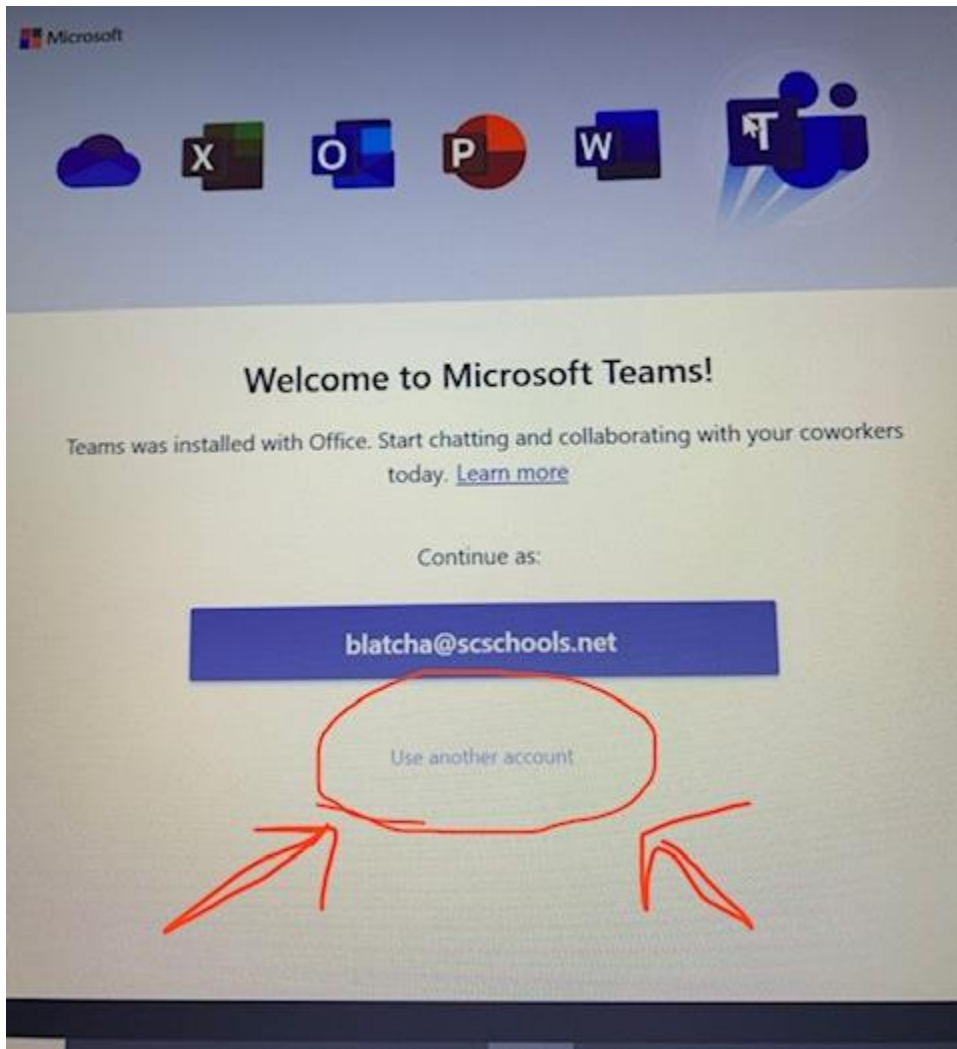 Microsoft
X O P W T
Welcome to Microsoft Teams!
Teams was installed with Office. Start chatting and collaborating with your coworkers
today. Learn more
Continue as:
blatcha@scschools.net
Use another account